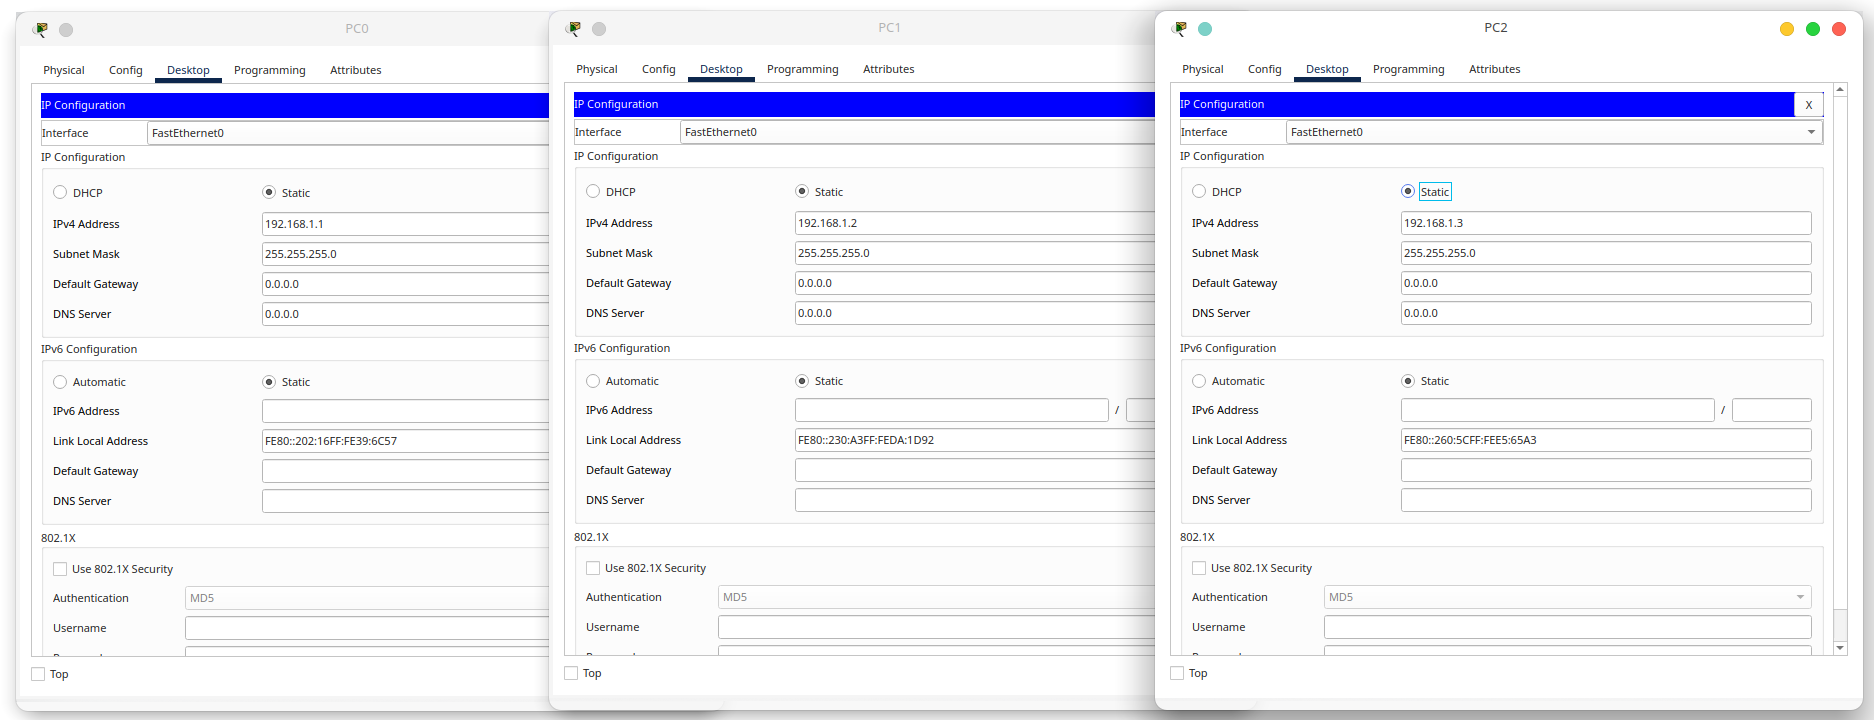 PC0
Physical Config Desktop Programming Attributes
IP Configuration
Interface FastEthernet0
IP Configuration
DHCP Static
IPv4 Address 192.168.1.1
Subnet Mask 255.255.255.0
Default Gateway 0.0.0.0
DNS Server 0.0.0.0
IPv6 Configuration
Automatic Static
IPv6 Address
Link Local Address FE80::202:16FF:FE39:6C57
Default Gateway
DNS Server
802.1X
Use 802.1X Security
Authentication MD5
Username
Top
PC1
Physical Config Desktop Programming Attributes
IP Configuration
Interface FastEthernet0
IP Configuration
DHCP Static
IPv4 Address 192.168.1.2
Subnet Mask 255.255.255.0
Default Gateway 0.0.0.0
DNS Server 0.0.0.0
IPv6 Configuration
Automatic Static
IPv6 Address /
Link Local Address FE80::230:A3FF:FEDA:1D92
Default Gateway
DNS Server
802.1X
Use 802.1X Security
Authentication MD5
Username
Top
PC2
Physical Config Desktop Programming Attributes
IP Configuration X
Interface FastEthernet0
IP Configuration
DHCP Static
IPv4 Address 192.168.1.3
Subnet Mask 255.255.255.0
Default Gateway 0.0.0.0
DNS Server 0.0.0.0
IPv6 Configuration
Automatic Static
IPv6 Address /
Link Local Address FE80::260:5CFF:FEE5:65A3
Default Gateway
DNS Server
802.1X
Use 802.1X Security
Authentication MD5
Username
Top